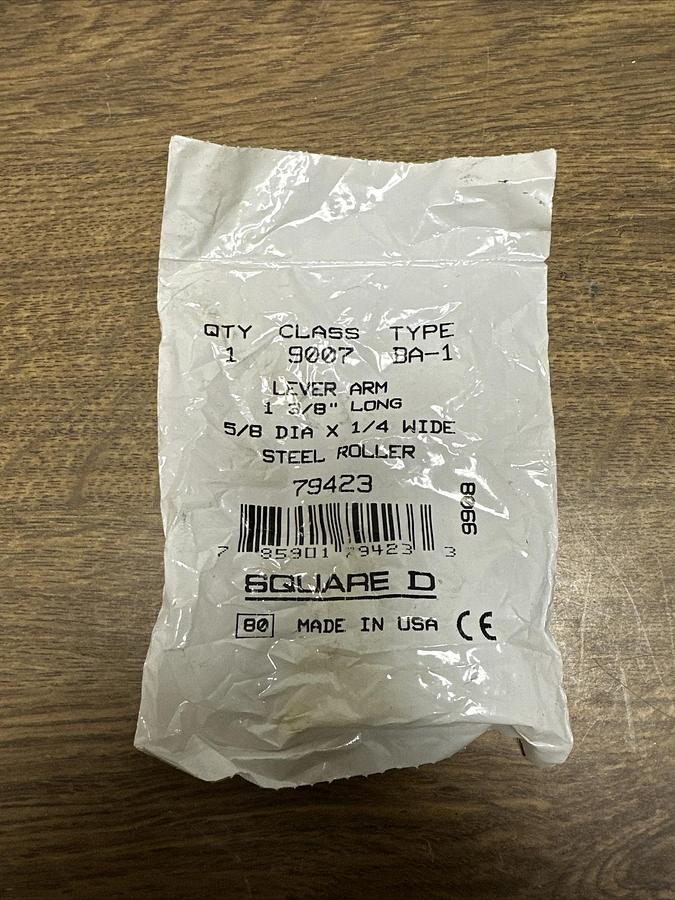 QTY CLASS TYPE
1 9007 BA-1
LEVER ARM
1 3/8" LONG
5/8 DIA X 1/4 WIDE
STEEL ROLLER
79423
9908
7 85901 79423 3
SQUARE D
80 MADE IN USA CE